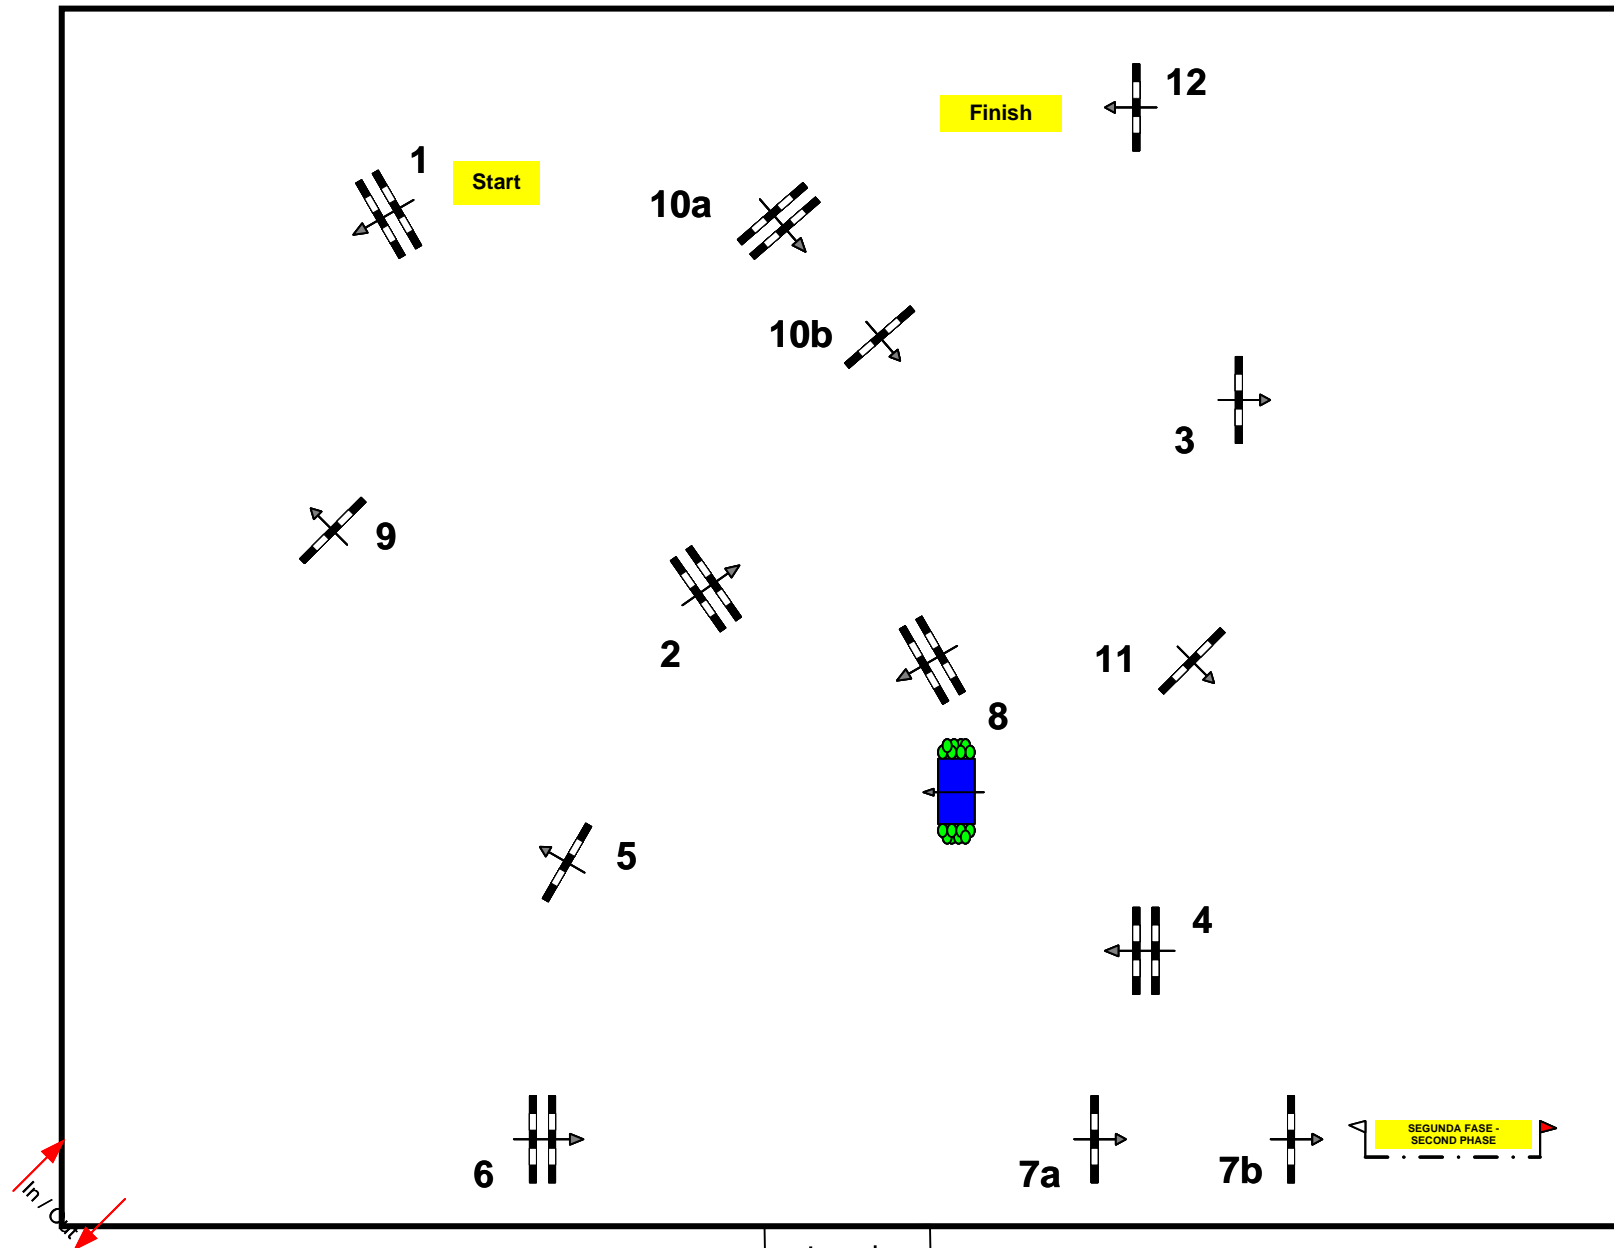 12
Finish
1
Start
10a
10b
3
9
2
11
8
5
4
SEGUNDA FASE -
SECOND PHASE
6
7a
7b
In / Out